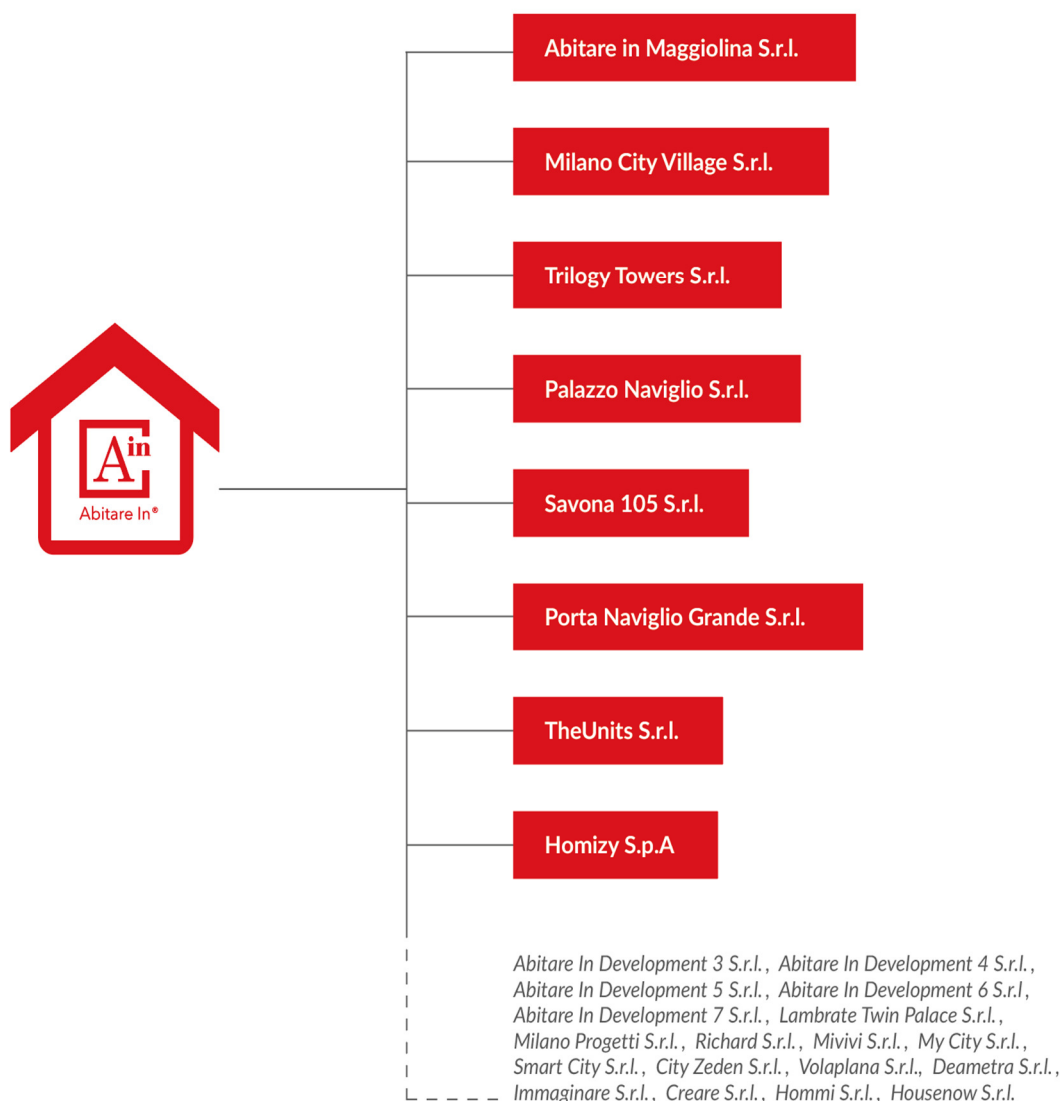 Abitare in Maggiolina S.r.l.
Milano City Village S.r.l.
Trilogy Towers S.r.l.
Palazzo Naviglio S.r.l.
A in
Abitare In®
Savona 105 S.r.l.
Porta Naviglio Grande S.r.l.
TheUnits S.r.l.
Homizy S.p.A
Abitare In Development 3 S.r.l., Abitare In Development 4 S.r.l.,
Abitare In Development 5 S.r.l., Abitare In Development 6 S.r.l,
Abitare In Development 7 S.r.l., Lambrate Twin Palace S.r.l.,
Milano Progetti S.r.l., Richard S.r.l., Mivivi S.r.l., My City S.r.l.,
Smart City S.r.l., City Zeden S.r.l., Volaplana S.r.l., Deametra S.r.l.,
Immaginare S.r.l., Creare S.r.l., Hommi S.r.l., Housenow S.r.l.